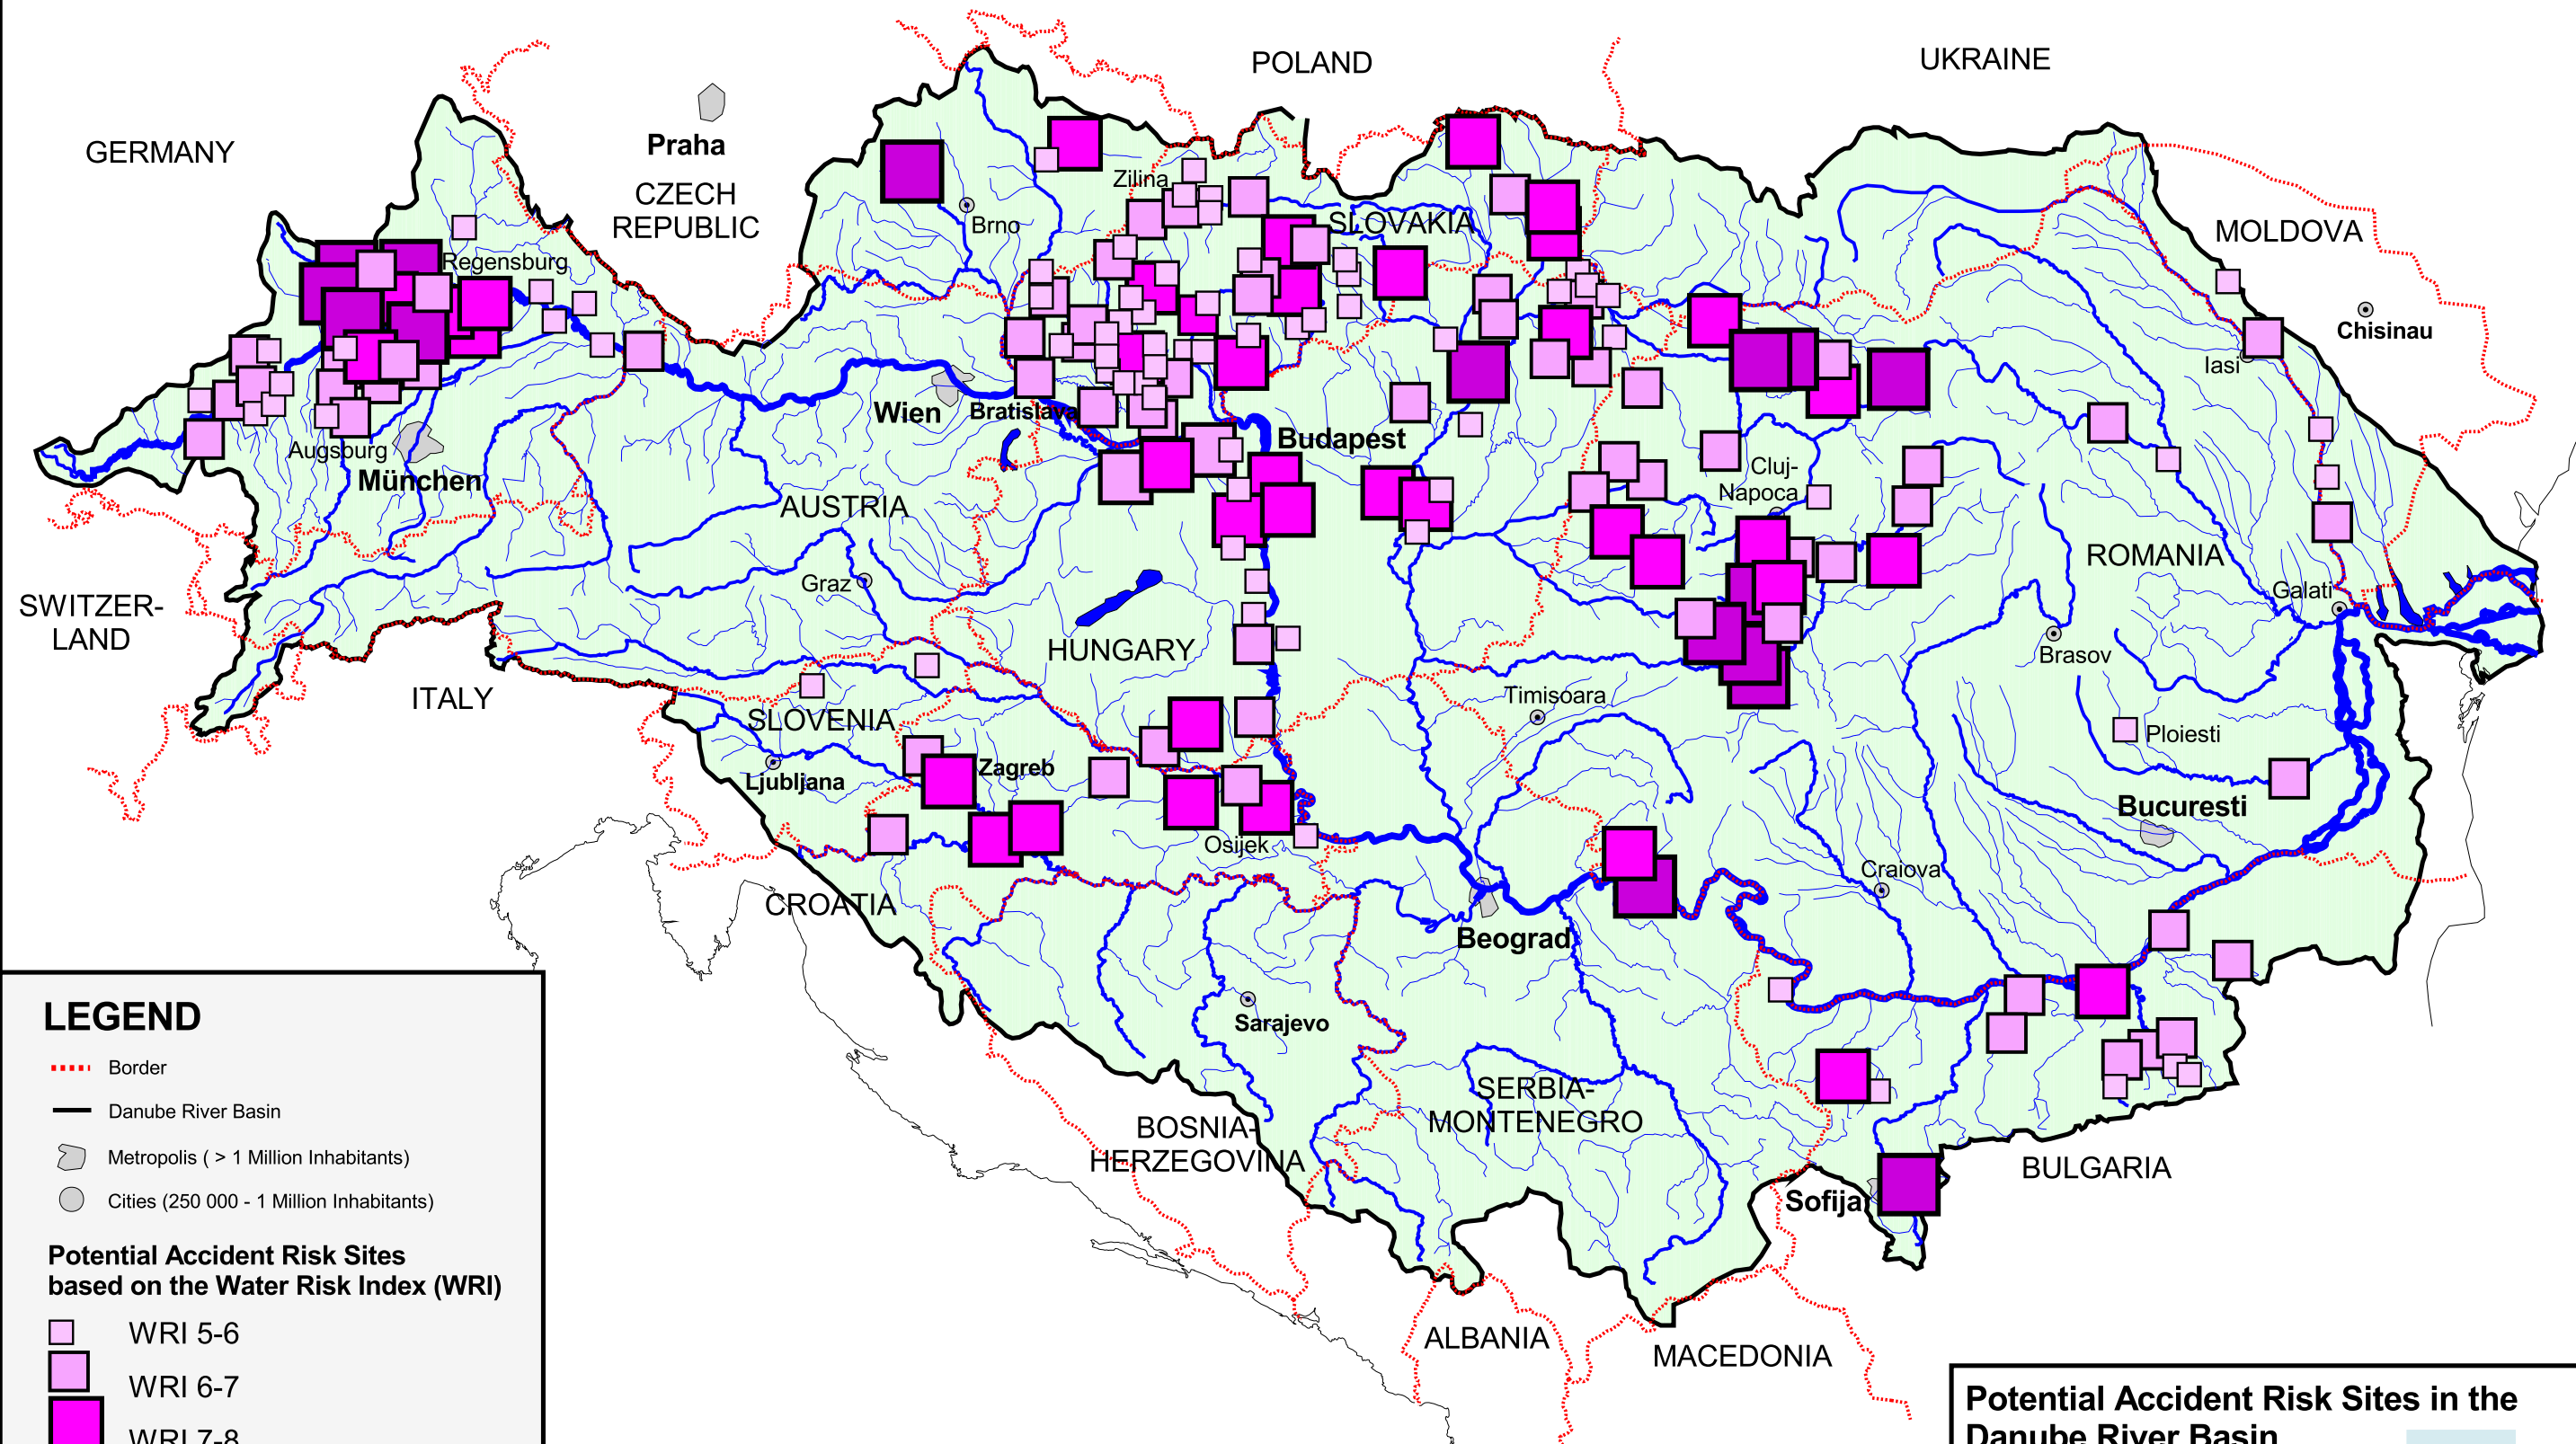 POLAND
UKRAINE
GERMANY
Praha
CZECH
REPUBLIC
Zilina
Brno
SLOVAKIA
MOLDOVA
Regensburg
Chisinau
Iasi
Wien
Bratislava
Budapest
Augsburg
München
Cluj-
Napoca
AUSTRIA
ROMANIA
Graz
Galati
SWITZER-
LAND
HUNGARY
Brasov
ITALY
Timisoara
SLOVENIA
Ploiesti
Zagreb
Ljubljana
Bucuresti
Osijek
Craiova
CROATIA
Beograd
Sarajevo
SERBIA-
MONTENEGRO
BOSNIA-
HERZEGOVINA
BULGARIA
Sofija
ALBANIA
MACEDONIA
LEGEND
Border
Danube River Basin
Metropolis ( > 1 Million Inhabitants)
Cities (250 000 - 1 Million Inhabitants)
Potential Accident Risk Sites
based on the Water Risk Index (WRI)
WRI 5-6
WRI 6-7
WRI 7-8
Potential Accident Risk Sites in the
Danube River Basin